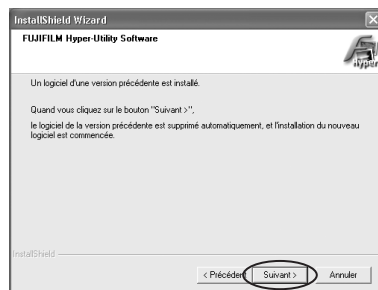 InstallShield Wizard
FUJIFILM Hyper-Utility Software
Hyper
Un logiciel d'une version précédente est installé.
Quand vous cliquez sur le bouton "Suivant >",
le logiciel de la version précédente est supprimé automatiquement, et l'installation du nouveau
logiciel est commencée.
InstallShield
< Précédent
Suivant >
Annuler